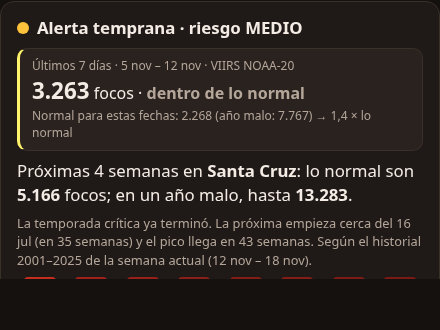 Alerta temprana · riesgo MEDIO
Últimos 7 días · 5 nov – 12 nov · VIIRS NOAA-20
3.263 focos · dentro de lo normal
Normal para estas fechas: 2.268 (año malo: 7.767) → 1,4 × lo
normal
Próximas 4 semanas en Santa Cruz: lo normal son
5.166 focos; en un año malo, hasta 13.283.
La temporada crítica ya terminó. La próxima empieza cerca del 16
jul (en 35 semanas) y el pico llega en 43 semanas. Según el historial
2001–2025 de la semana actual (12 nov – 18 nov).